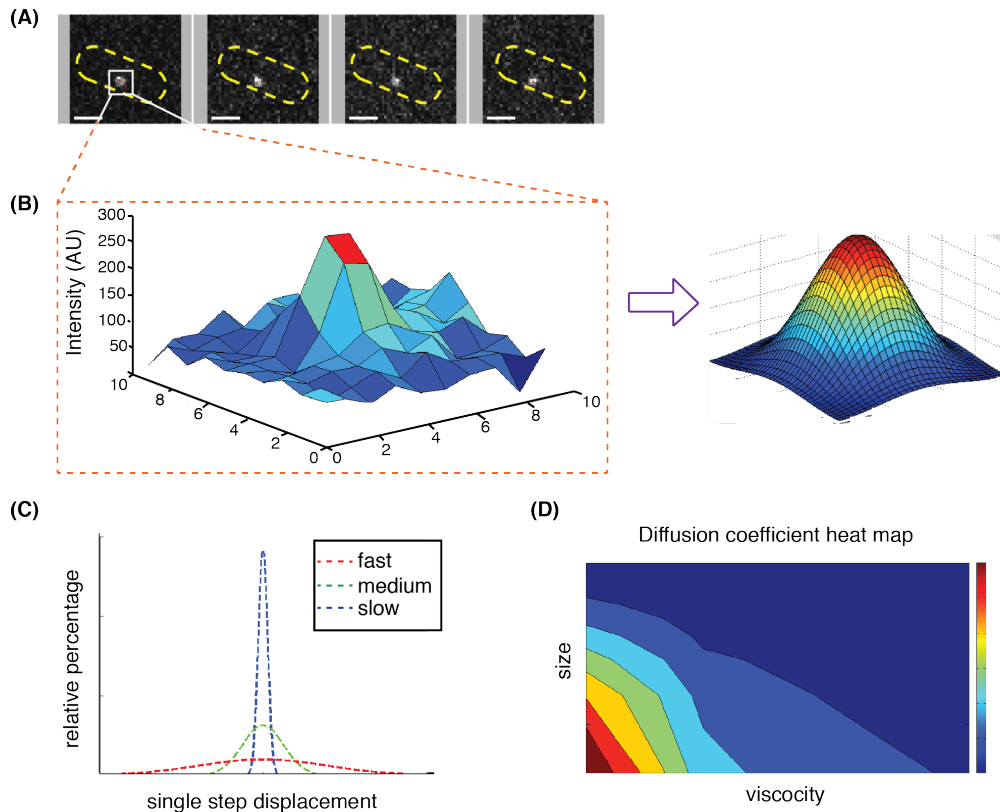 (A)
(B)
Intensity (AU)
300
250
200
150
100
50
0
10
8
6
4
2
0
0
2
4
6
8
10
(C)
relative percentage
fast
medium
slow
single step displacement
(D)
Diffusion coefficient heat map
size
viscocity